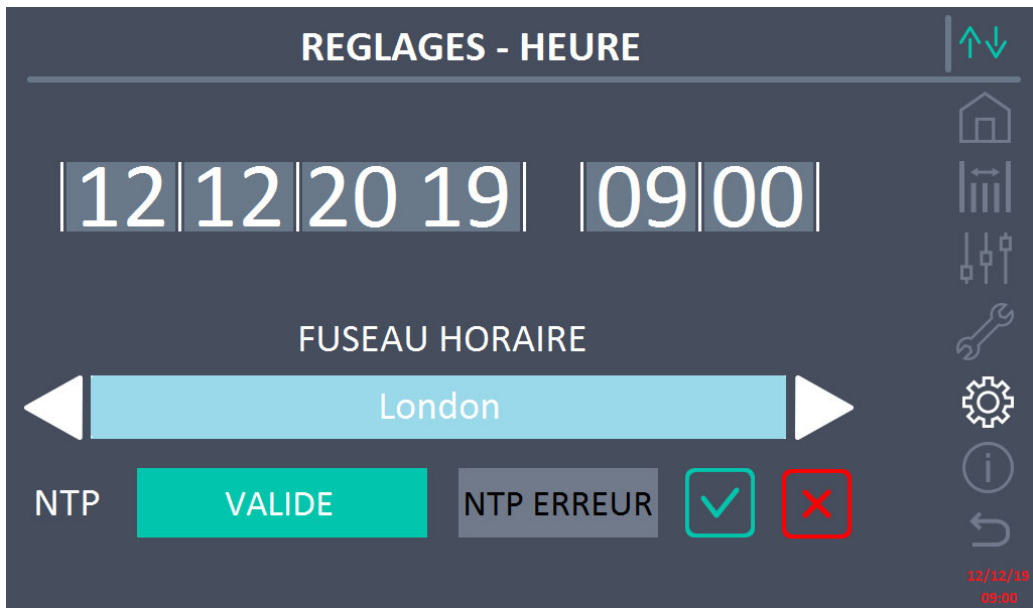 REGLAGES - HEURE
12 12 20 19 09 00
FUSEAU HORAIRE
London
NTP VALIDE NTP ERREUR
12/12/19
09:00